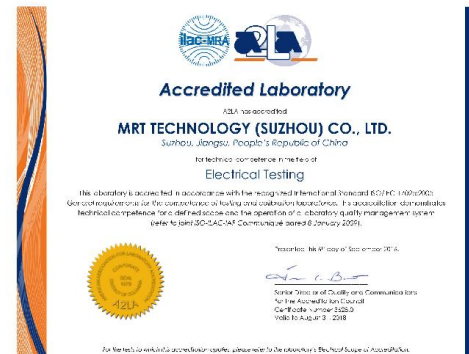 ilac-MRA
A2LA
Accredited Laboratory
A2LA has accredited
MRT TECHNOLOGY (SUZHOU) CO., LTD.
Suzhou, Jiangsu, People's Republic of China
for technical competence in the field of
Electrical Testing
This laboratory is accredited in accordance with the recognized International Standard ISO/IEC 17025:2005
General requirements for the competence of testing and calibration laboratories. This accreditation demonstrates
technical competence for a defined scope and the operation of a laboratory quality management system
(refer to joint ISO-ILAC-IAF Communiqué dated 8 January 2009).
Presented this day of September 2016.
Senior Director of Quality and Communications
For the Accreditation Council
Certificate Number 3628.0
Valid to August 31, 2018
SEAL
1978
A2LA
For the tests to which this accreditation applies, please refer to the laboratory's Electrical Scope of Accreditation.